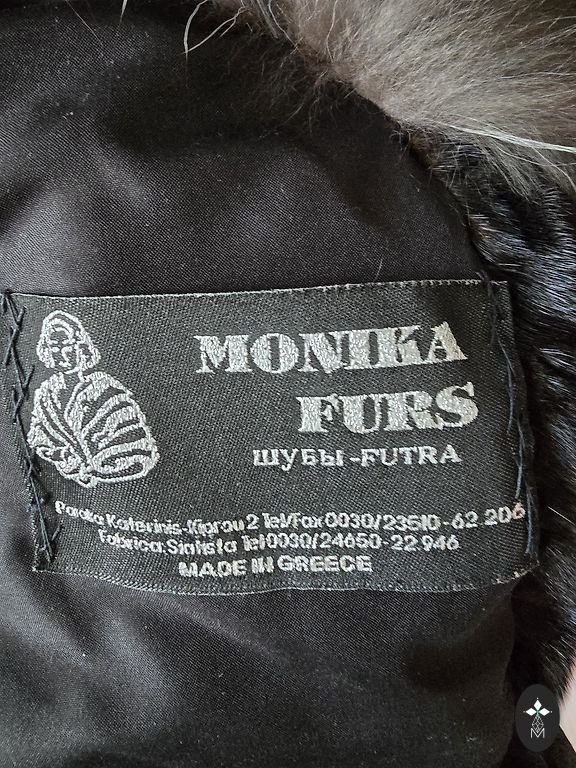 MONIKA
FURS
ШУБЫ-FUTRA
Paralia Katerinis-Kiprou 2 Tel/Fax 0030/23510-62.206
Fabrica: Siatista Tel 0030/24650-22.946
MADE IN GREECE
M